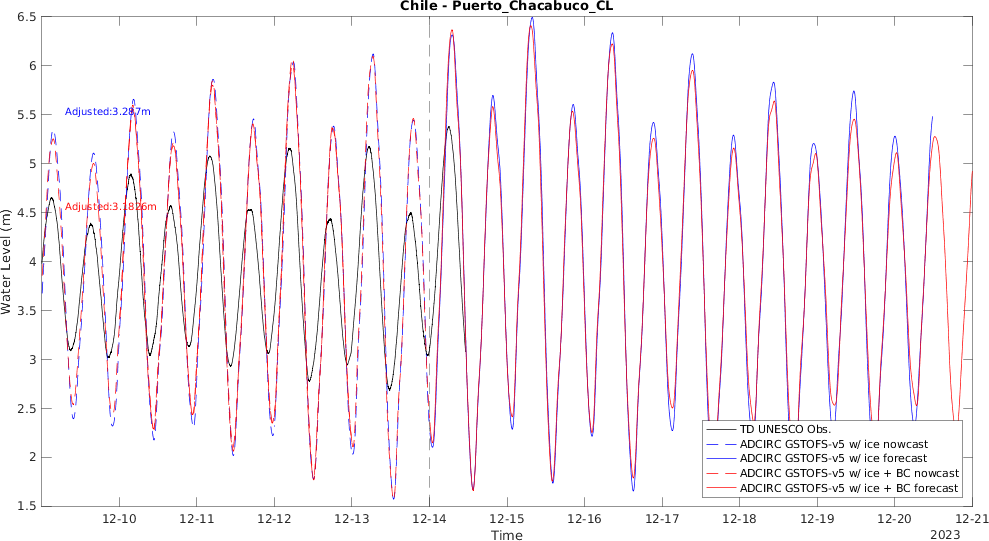 Chile - Puerto_Chacabuco_CL
6.5
6
5.5
5
4.5
4
3.5
3
2.5
2
1.5
Water Level (m)
Adjusted:3.287m
Adjusted:3.1826m
TD UNESCO Obs.
ADCIRC GSTOFS-v5 w/ ice nowcast
ADCIRC GSTOFS-v5 w/ ice forecast
ADCIRC GSTOFS-v5 w/ ice + BC nowcast
ADCIRC GSTOFS-v5 w/ ice + BC forecast
12-10 12-11 12-12 12-13 12-14 12-15 12-16 12-17 12-18 12-19 12-20 12-21
Time
2023